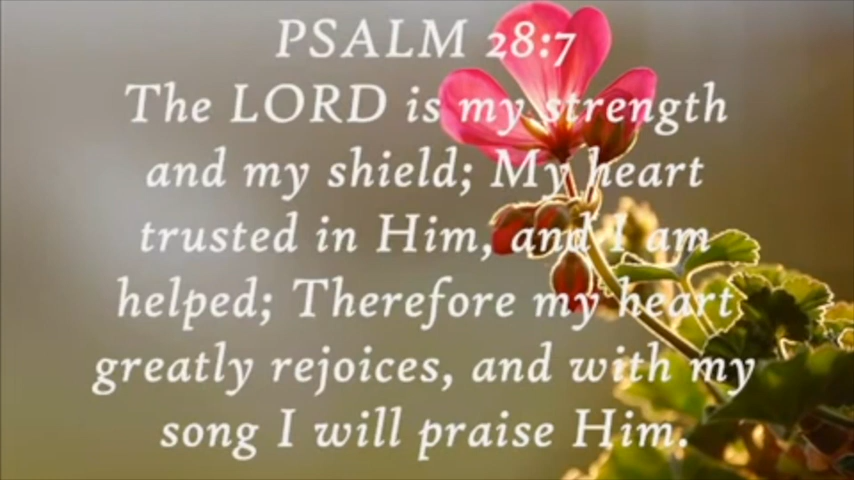 PSALM 28:7
The LORD is my strength
and my shield; My heart
trusted in Him, and I am
helped; Therefore my heart
greatly rejoices, and with my
song I will praise Him.